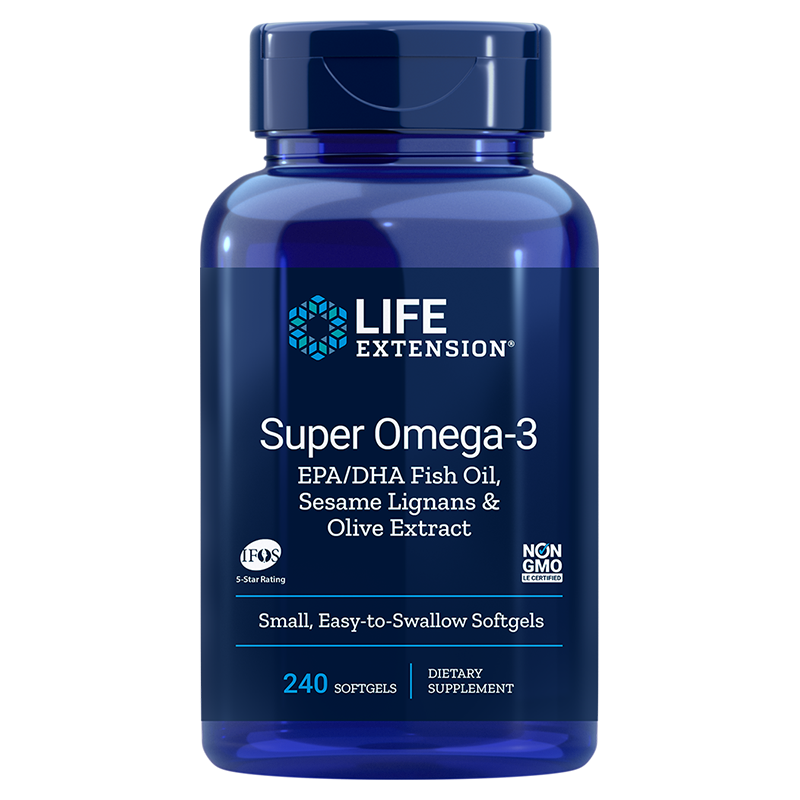 LIFE
EXTENSION®
Super Omega-3
EPA/DHA Fish Oil,
Sesame Lignans &
Olive Extract
IFOS
5-Star Rating
NON
GMO
LE CERTIFIED
Small, Easy-to-Swallow Softgels
240 SOFTGELS
DIETARY
SUPPLEMENT